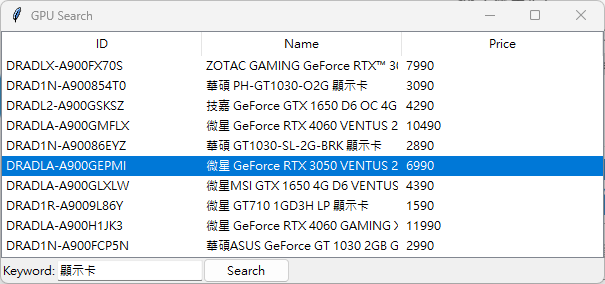 GPU Search
ID Name Price
DRADLX-A900FX70S ZOTAC GAMING GeForce RTX™ 30 7990
DRAD1N-A900854T0 華碩 PH-GT1030-O2G 顯示卡 3090
DRADL2-A900GSKSZ 技嘉 GeForce GTX 1650 D6 OC 4G 4290
DRADLA-A900GMFLX 微星 GeForce RTX 4060 VENTUS 2 10490
DRAD1N-A90086EYZ 華碩 GT1030-SL-2G-BRK 顯示卡 2890
DRADLA-A900GEPMI 微星 GeForce RTX 3050 VENTUS 2 6990
DRADLA-A900GLXLW 微星MSI GTX 1650 4G D6 VENTUS 4390
DRAD1R-A9009L86Y 微星 GT710 1GD3H LP 顯示卡 1590
DRADLA-A900H1JK3 微星 GeForce RTX 4060 GAMING X 11990
DRAD1N-A900FCP5N 華碩ASUS GeForce GT 1030 2GB G 2990
Keyword: 顯示卡 Search